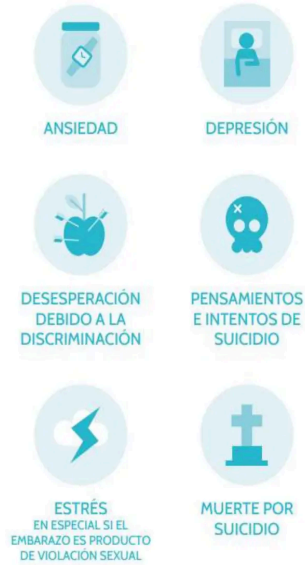 ANSIEDAD
DEPRESIÓN
DESESPERACIÓN
DEBIDO A LA
DISCRIMINACIÓN
PENSAMIENTOS
E INTENTOS DE
SUICIDIO
ESTRÉS
EN ESPECIAL SI EL
EMBARAZO ES PRODUCTO
DE VIOLACIÓN SEXUAL
MUERTE POR
SUICIDIO